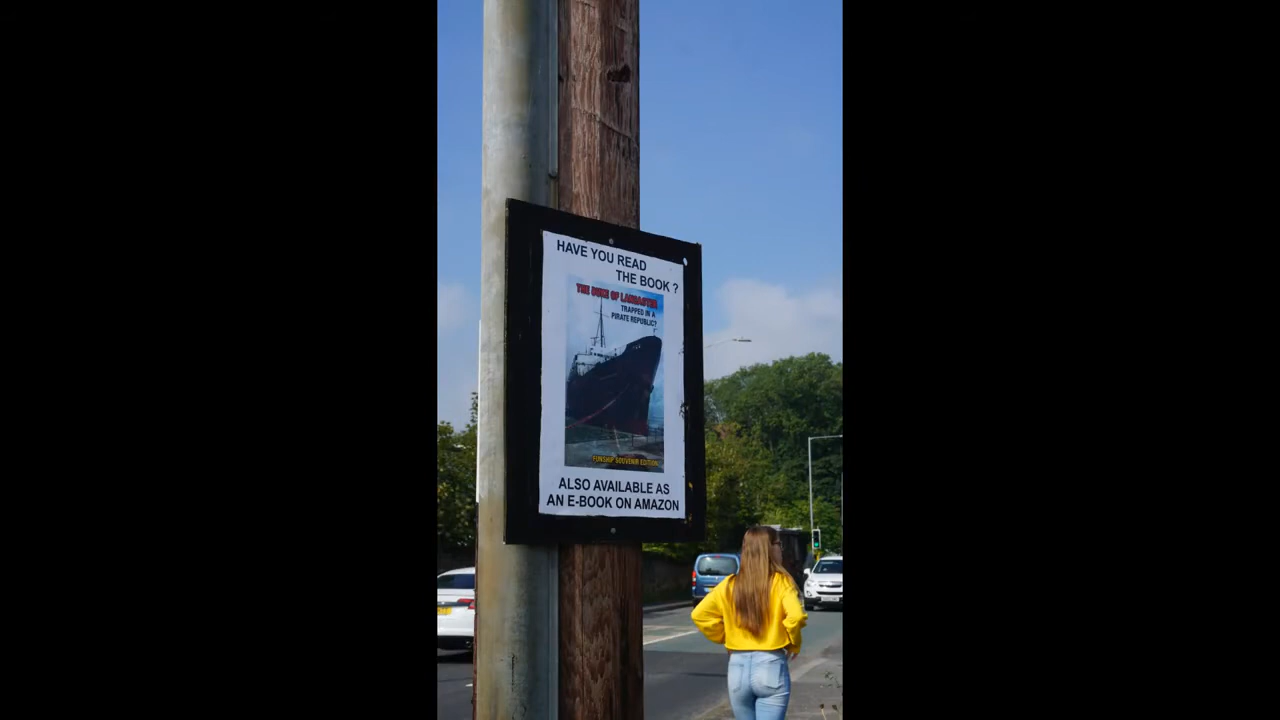 HAVE YOU READ
THE BOOK ?
THE DUKE OF LANCASTER
TRAPPED IN A
PIRATE REPUBLIC?
FUNSHIP SOUVENIR EDITION
ALSO AVAILABLE AS
AN E-BOOK ON AMAZON